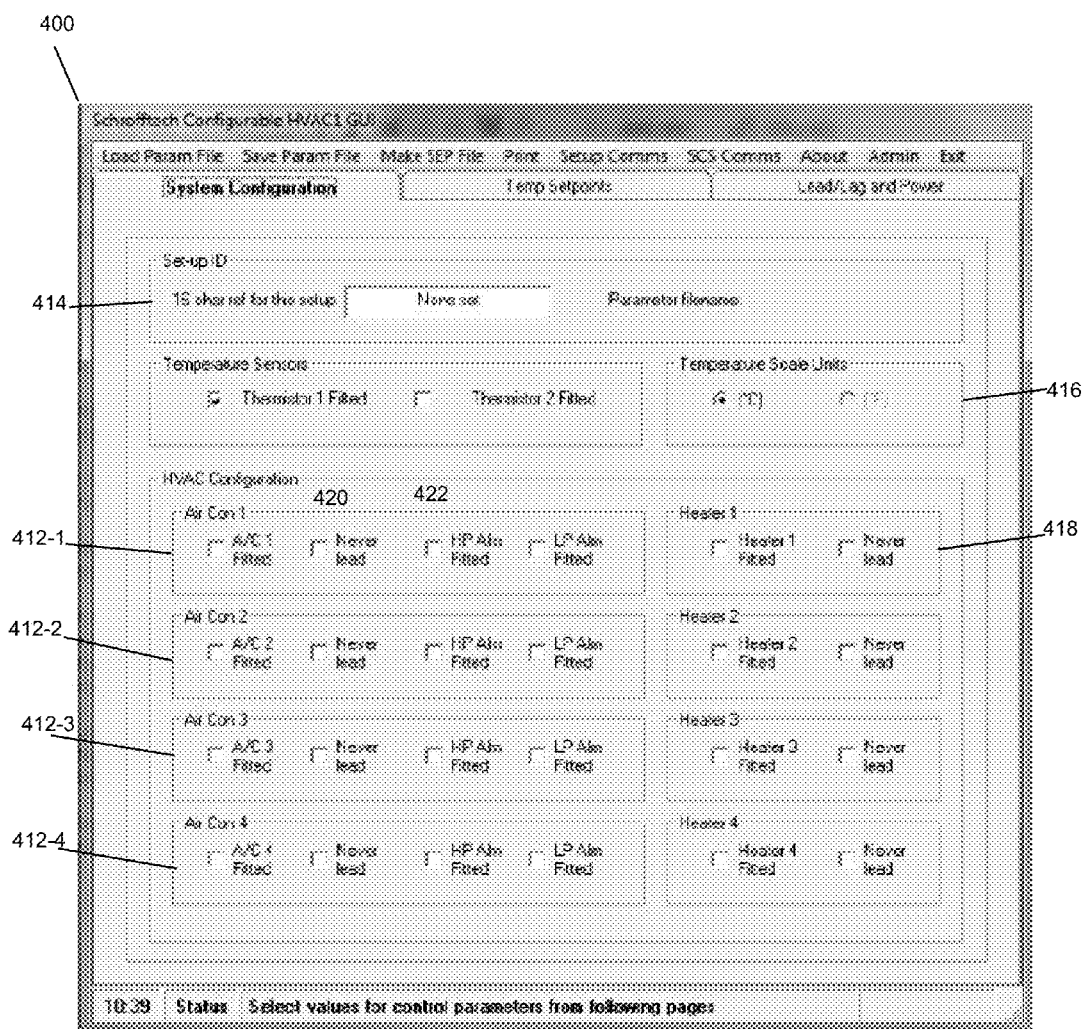 400
Schrofftech Configurable HVAC1 GUI
Load Param File Save Param File Make SEP File Print Setup Comms SCS Comms About Admin Exit
System Configuration Temp Setpoints Lead/Lag and Power
Set-up ID
414 16 char ref for this setup None set Parameter filename
Temperature Sensors Temperature Scale Units
Thermistor 1 Fitted Thermistor 2 Fitted (°C) 416
HVAC Configuration
420 422
Air Con 1 Heater 1
412-1 A/C 1 Fitted Never lead HP Alm Fitted LP Alm Fitted Heater 1 Fitted Never lead 418
Air Con 2 Heater 2
412-2 A/C 2 Fitted Never lead HP Alm Fitted LP Alm Fitted Heater 2 Fitted Never lead
Air Con 3 Heater 3
412-3 A/C 3 Fitted Never lead HP Alm Fitted LP Alm Fitted Heater 3 Fitted Never lead
Air Con 4 Heater 4
412-4 A/C 4 Fitted Never lead HP Alm Fitted LP Alm Fitted Heater 4 Fitted Never lead
10:39 Status Select values for control parameters from following pages